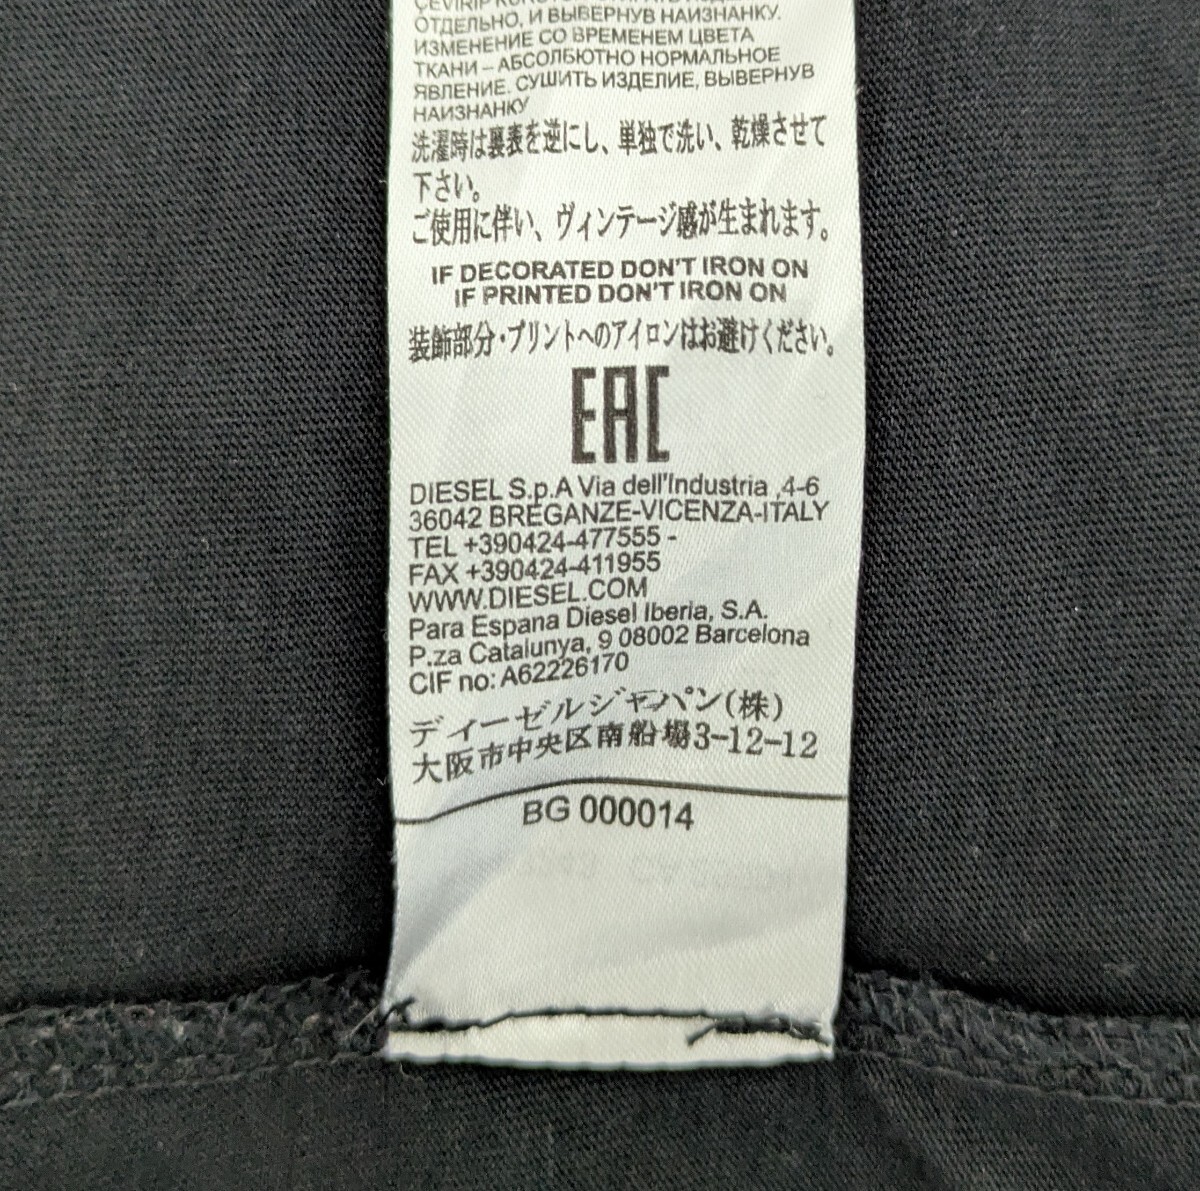 ОТДЕЛЬНО, И ВЫВЕРНУВ НАИЗНАНКУ.
ИЗМЕНЕНИЕ СО ВРЕМЕНЕМ ЦВЕТА
ТКАНИ – АБСОЛБЮТНО НОРМАЛЬНОЕ
ЯВЛЕНИЕ. СУШИТЬ ИЗДЕЛИЕ, ВЫВЕРНУВ
НАИЗНАНКУ
洗濯時は裏表を逆にし、単独で洗い、乾燥させて
下さい。
ご使用に伴い、ヴィンテージ感が生まれます。
IF DECORATED DON'T IRON ON
IF PRINTED DON'T IRON ON
装飾部分・プリントへのアイロンはお避けください。
EAC
DIESEL S.p.A Via dell'Industria ,4-6
36042 BREGANZE-VICENZA-ITALY
TEL +390424-477555 -
FAX +390424-411955
WWW.DIESEL.COM
Para Espana Diesel Iberia, S.A.
P.za Catalunya, 9 08002 Barcelona
CIF no: A62226170
ディーゼルジャパン(株)
大阪市中央区南船場3-12-12
BG 000014